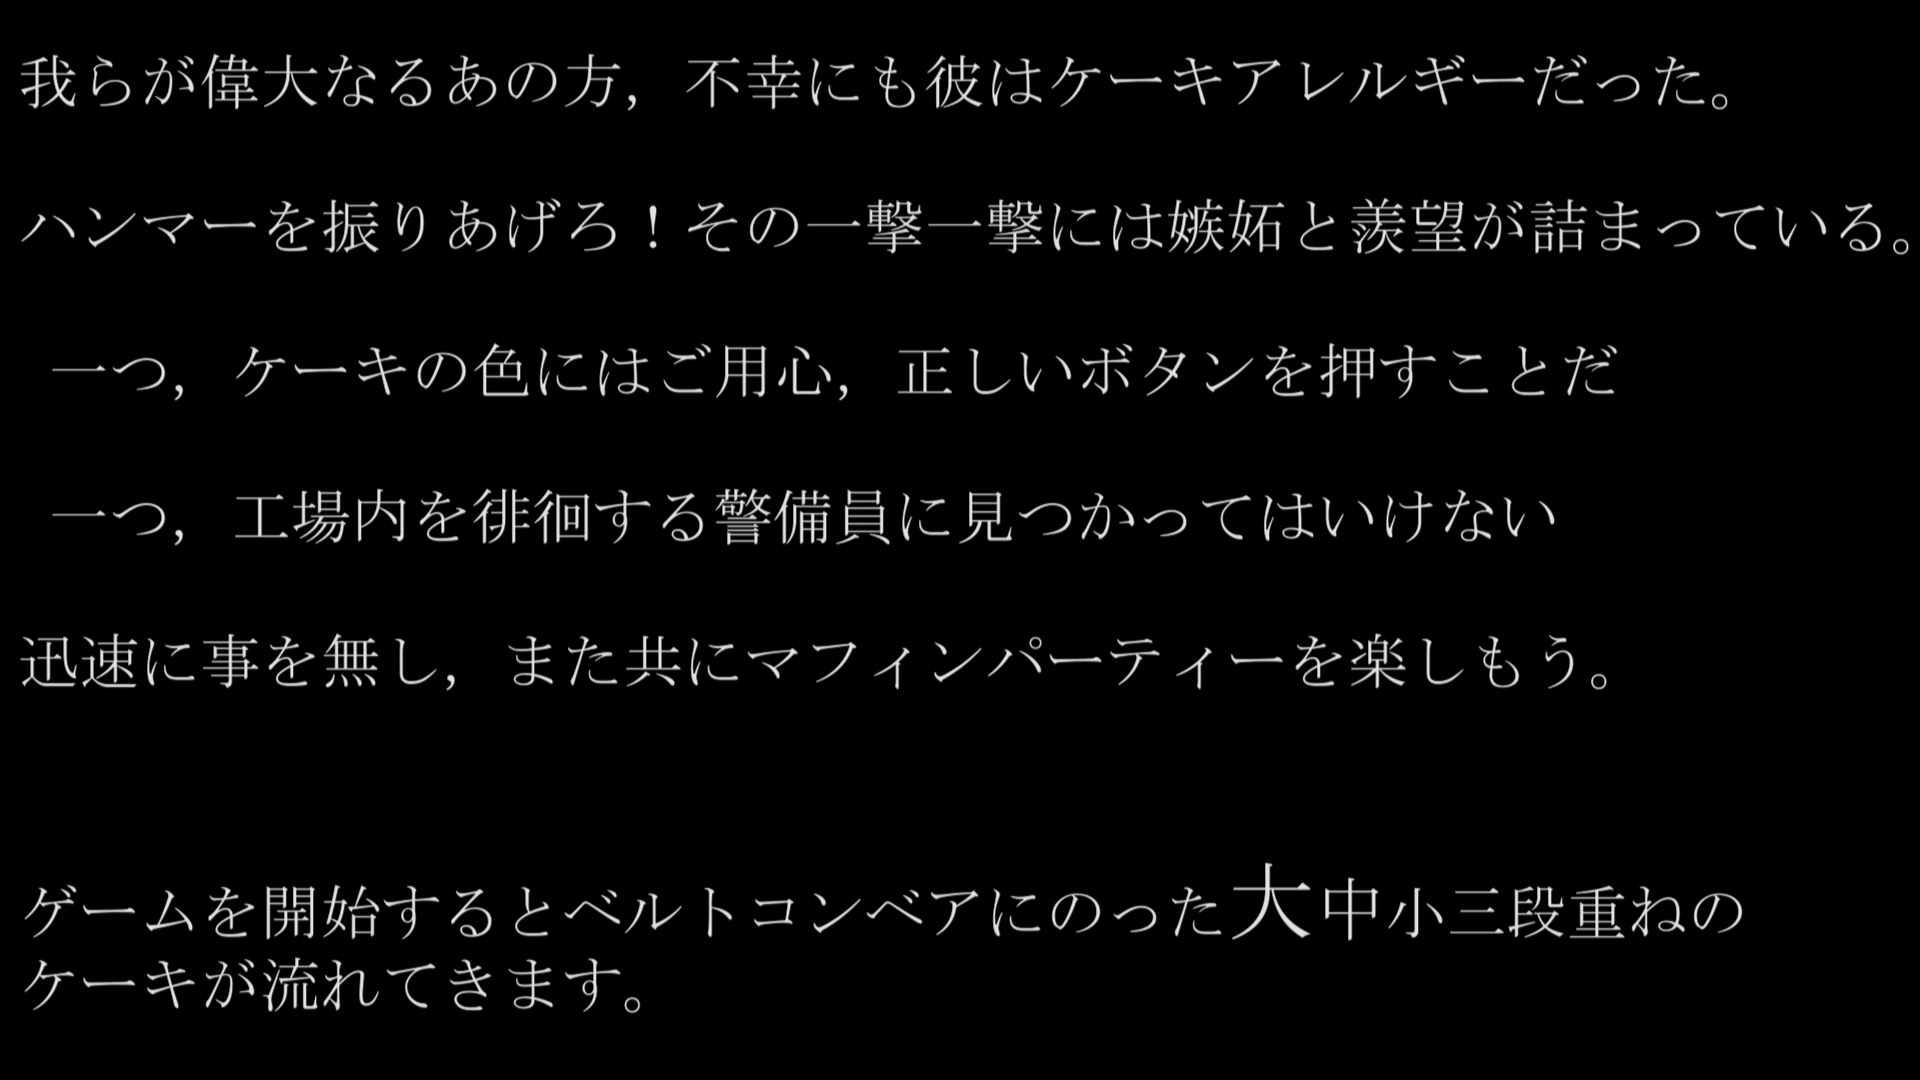 我らが偉大なるあの方，不幸にも彼はケーキアレルギーだった。
ハンマーを振りあげろ！その一撃一撃には嫉妬と羨望が詰まっている。
一つ，ケーキの色にはご用心，正しいボタンを押すことだ
一つ，工場内を徘徊する警備員に見つかってはいけない
迅速に事を無し，また共にマフィンパーティーを楽しもう。
ゲームを開始するとベルトコンベアにのった大中小三段重ねの
ケーキが流れてきます。